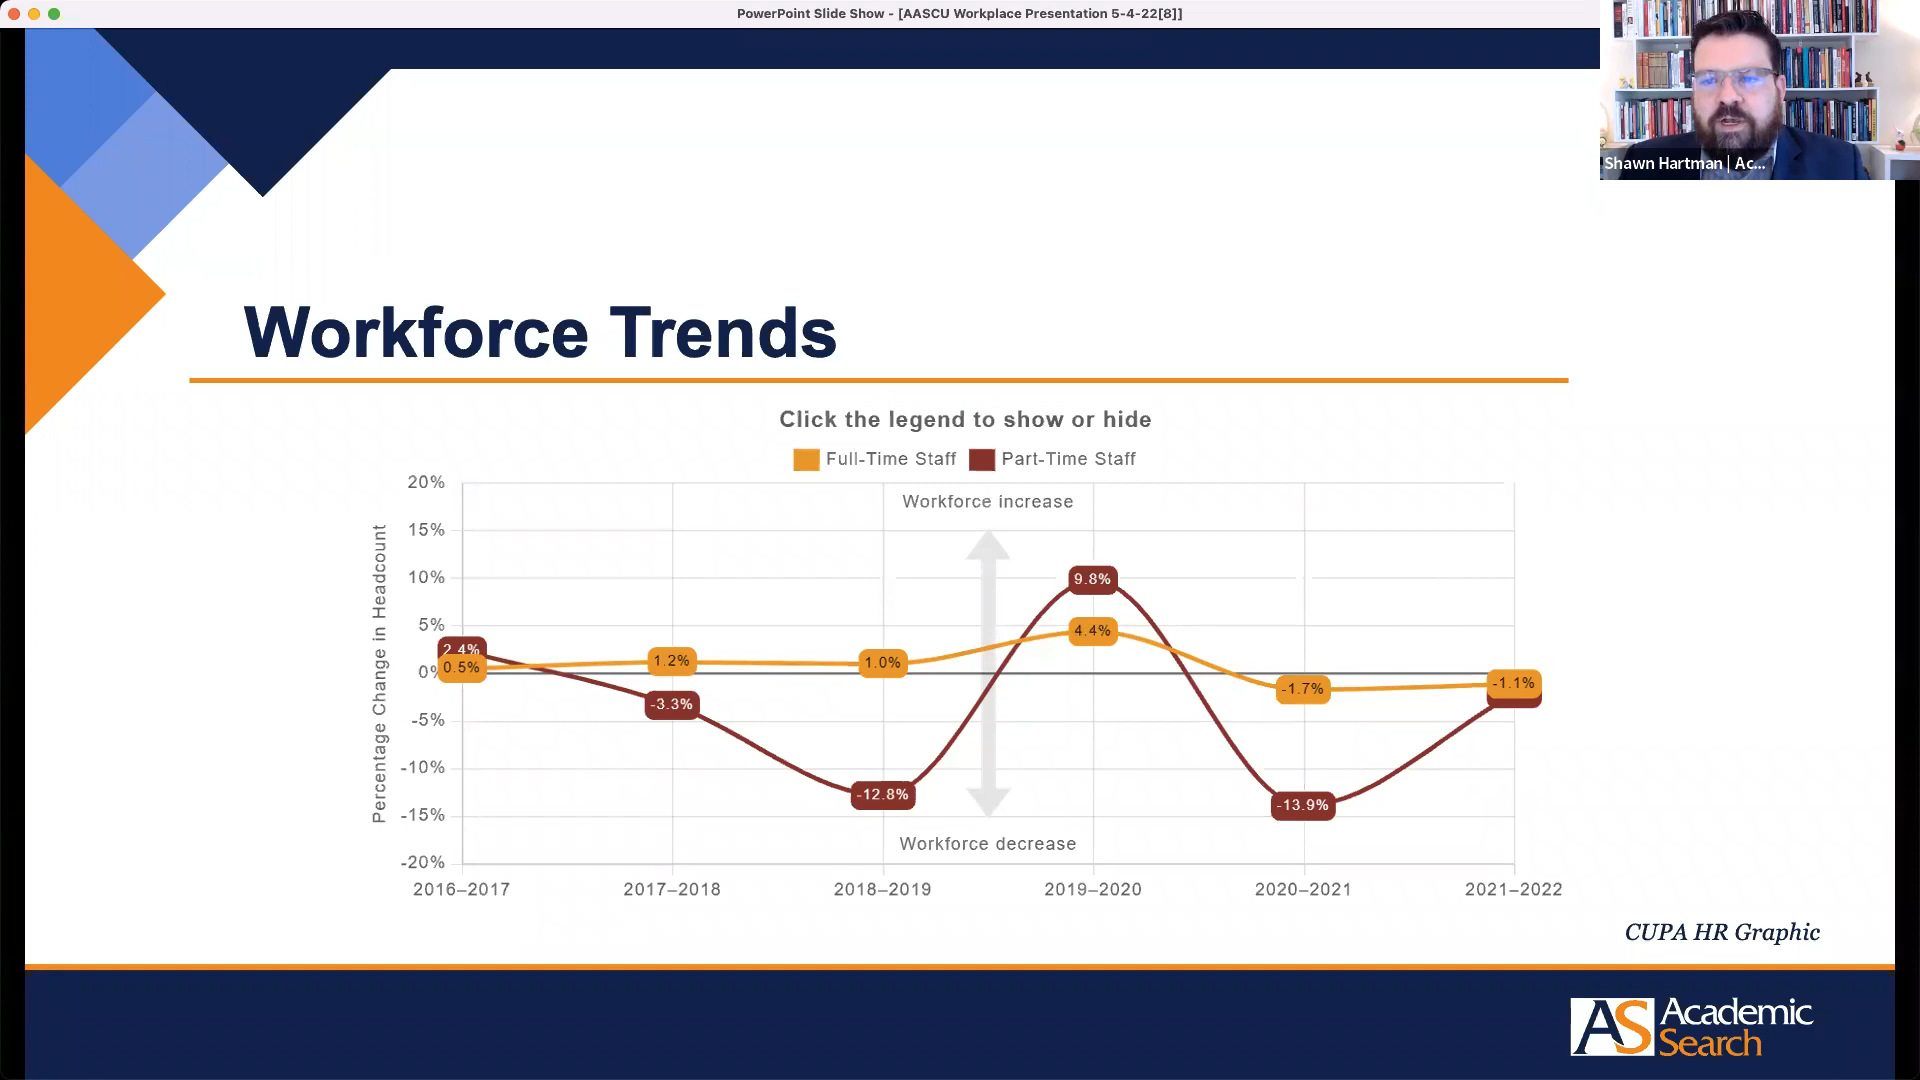 PowerPoint Slide Show - [AASCU Workplace Presentation 5-4-22[8]]
Shawn Hartman | Ac...
Workforce Trends
Click the legend to show or hide
Full-Time Staff Part-Time Staff
Percentage Change in Headcount
20%
Workforce increase
15%
10%
9.8%
5%
4.4%
2.4%
0.5%
1.2%
1.0%
0%
-1.7%
-1.1%
-3.3%
-5%
-10%
-12.8%
-13.9%
-15%
Workforce decrease
-20%
2016–2017 2017–2018 2018–2019 2019–2020 2020–2021 2021–2022
CUPA HR Graphic
AS Academic
Search